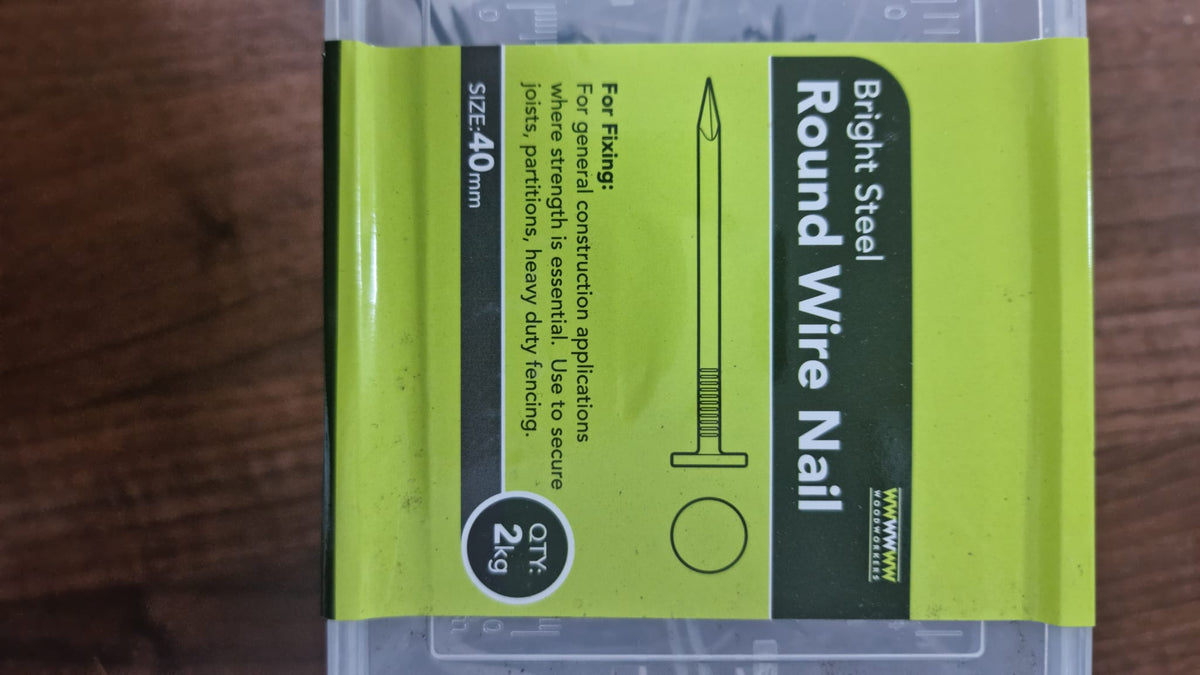 Bright Steel
Round Wire Nail
WWWWW
WOODWORKERS
For Fixing:
For general construction applications
where strength is essential. Use to secure
joists, partitions, heavy duty fencing.
SIZE:40mm
QTY:
2kg